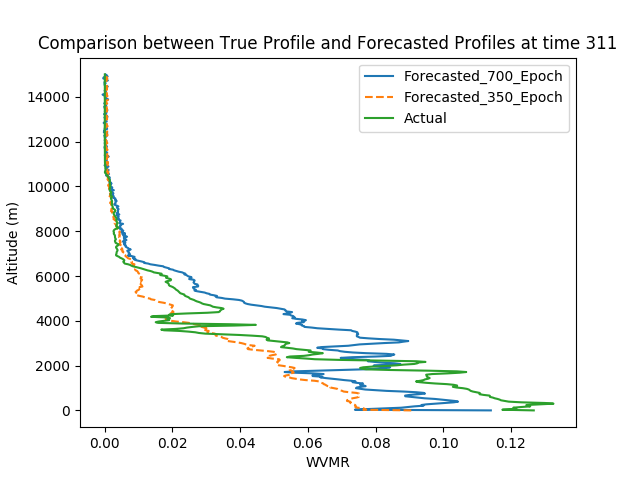 Comparison between True Profile and Forecasted Profiles at time 311
Forecasted_700_Epoch
Forecasted_350_Epoch
Actual
Altitude (m)
14000
12000
10000
8000
6000
4000
2000
0
0.00 0.02 0.04 0.06 0.08 0.10 0.12
WVMR